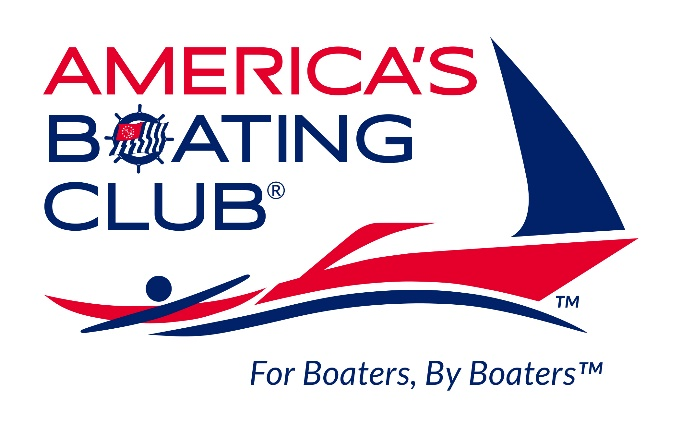 AMERICA'S
BOATING
CLUB®
™
For Boaters, By Boaters™